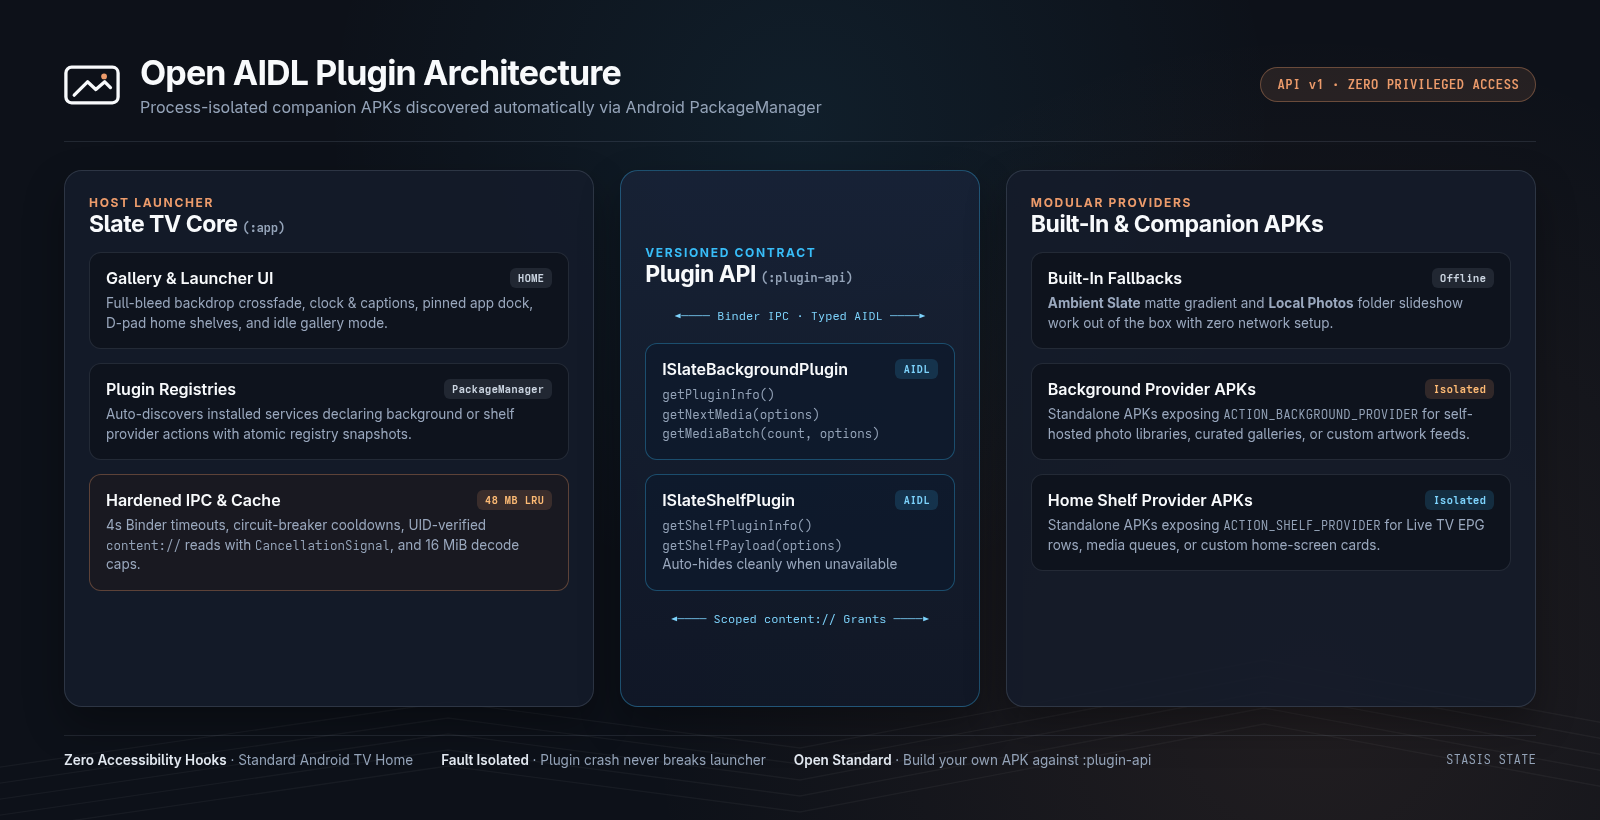 Open AIDL Plugin Architecture
Process-isolated companion APKs discovered automatically via Android PackageManager
API v1 · ZERO PRIVILEGED ACCESS
HOST LAUNCHER
Slate TV Core (:app)
Gallery & Launcher UI HOME
Full-bleed backdrop crossfade, clock & captions, pinned app dock,
D-pad home shelves, and idle gallery mode.
Plugin Registries PackageManager
Auto-discovers installed services declaring background or shelf
provider actions with atomic registry snapshots.
Hardened IPC & Cache 48 MB LRU
4s Binder timeouts, circuit-breaker cooldowns, UID-verified
content:// reads with CancellationSignal, and 16 MiB decode
caps.
VERSIONED CONTRACT
Plugin API (:plugin-api)
◄──── Binder IPC · Typed AIDL ────►
ISlateBackgroundPlugin AIDL
getPluginInfo()
getNextMedia(options)
getMediaBatch(count, options)
ISlateShelfPlugin AIDL
getShelfPluginInfo()
getShelfPayload(options)
Auto-hides cleanly when unavailable
◄──── Scoped content:// Grants ────►
MODULAR PROVIDERS
Built-In & Companion APKs
Built-In Fallbacks Offline
Ambient Slate matte gradient and Local Photos folder slideshow
work out of the box with zero network setup.
Background Provider APKs Isolated
Standalone APKs exposing ACTION_BACKGROUND_PROVIDER for self-
hosted photo libraries, curated galleries, or custom artwork feeds.
Home Shelf Provider APKs Isolated
Standalone APKs exposing ACTION_SHELF_PROVIDER for Live TV EPG
rows, media queues, or custom home-screen cards.
Zero Accessibility Hooks · Standard Android TV Home
Fault Isolated · Plugin crash never breaks launcher
Open Standard · Build your own APK against :plugin-api
STASIS STATE